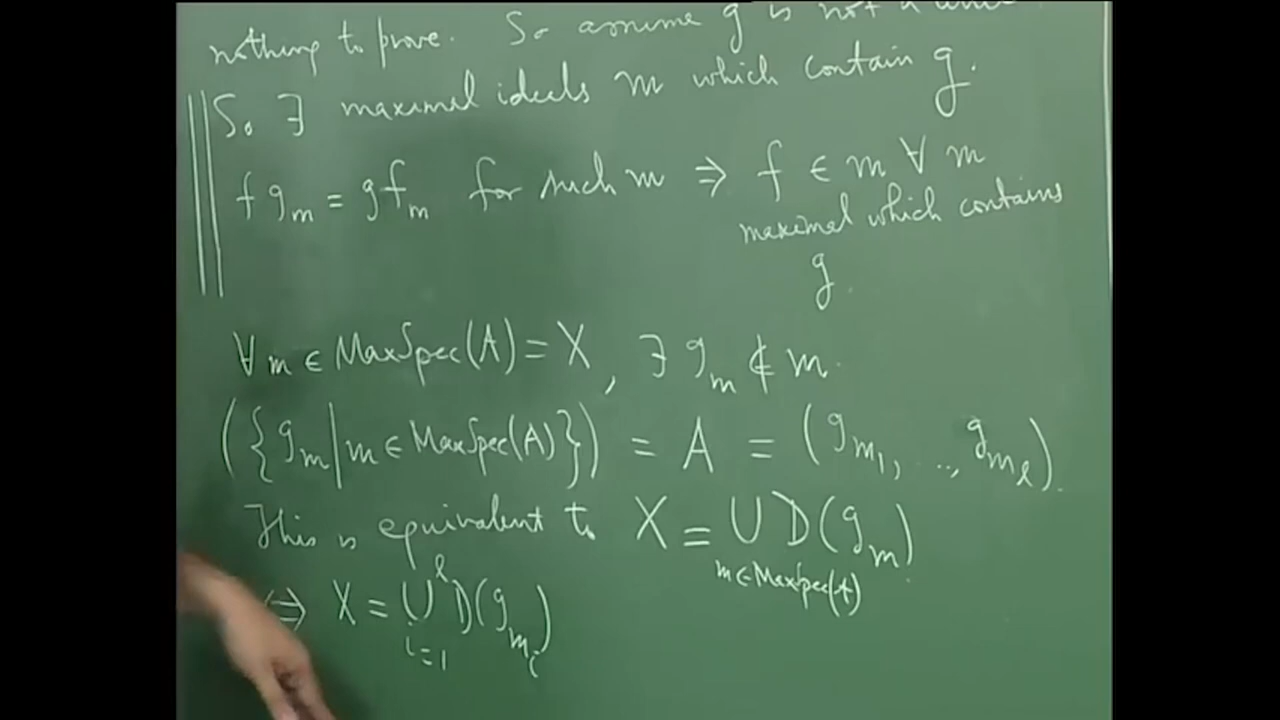 nothing to prove. So assume g is not a unit
So ∃ maximal ideals m which contain g.
f g_m = g f_m for such m ⇒ f ∈ m ∀ m
maximal which contains
g.
∀ m ∈ MaxSpec(A) = X, ∃ g_m ∉ m.
({g_m | m ∈ MaxSpec(A)}) = A = (g_{m_1}, .., g_{m_l}).
This is equivalent to X = ∪ D(g_m).
m ∈ MaxSpec(A)
⇔ X = ∪_{i=1}^{l} D(g_{m_i})